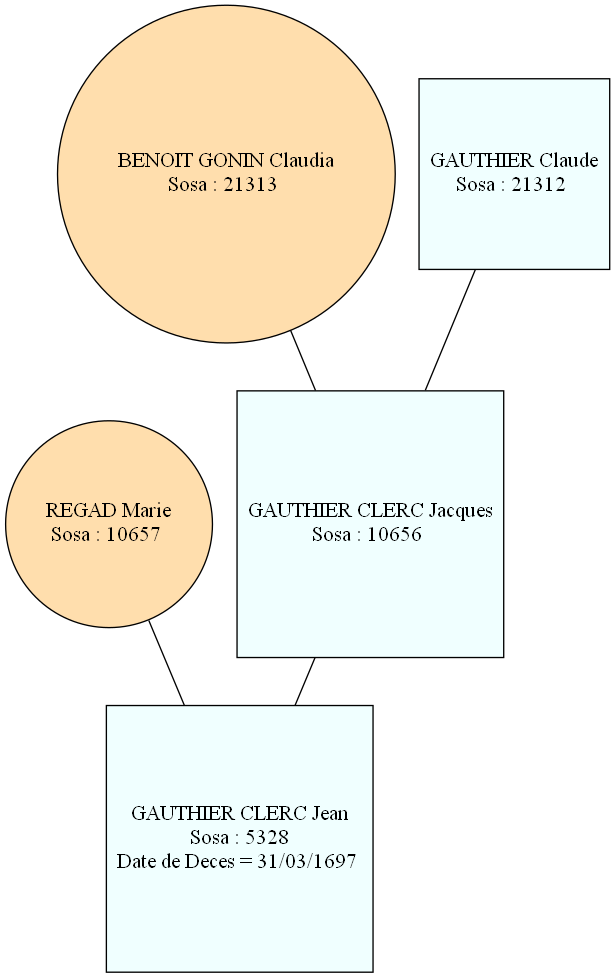 BENOIT GONIN Claudia
Sosa : 21313
GAUTHIER Claude
Sosa : 21312
REGAD Marie
Sosa : 10657
GAUTHIER CLERC Jacques
Sosa : 10656
GAUTHIER CLERC Jean
Sosa : 5328
Date de Deces = 31/03/1697